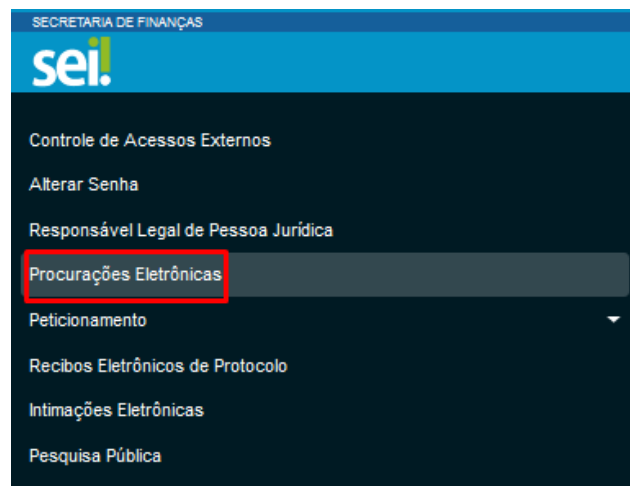 SECRETARIA DE FINANÇAS
sei!
Controle de Acessos Externos
Alterar Senha
Responsável Legal de Pessoa Jurídica
Procurações Eletrônicas
Peticionamento
Recibos Eletrônicos de Protocolo
Intimações Eletrônicas
Pesquisa Pública